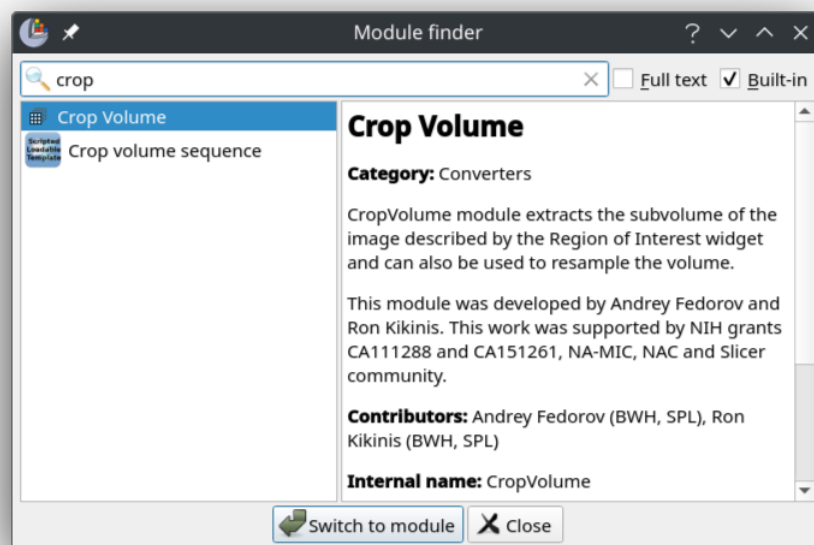 Module finder
crop
Full text
Built-in
Crop Volume
Scripted
Loadable
Template
Crop volume sequence
Crop Volume
Category: Converters
CropVolume module extracts the subvolume of the
image described by the Region of Interest widget
and can also be used to resample the volume.
This module was developed by Andrey Fedorov and
Ron Kikinis. This work was supported by NIH grants
CA111288 and CA151261, NA-MIC, NAC and Slicer
community.
Contributors: Andrey Fedorov (BWH, SPL), Ron
Kikinis (BWH, SPL)
Internal name: CropVolume
Switch to module
Close